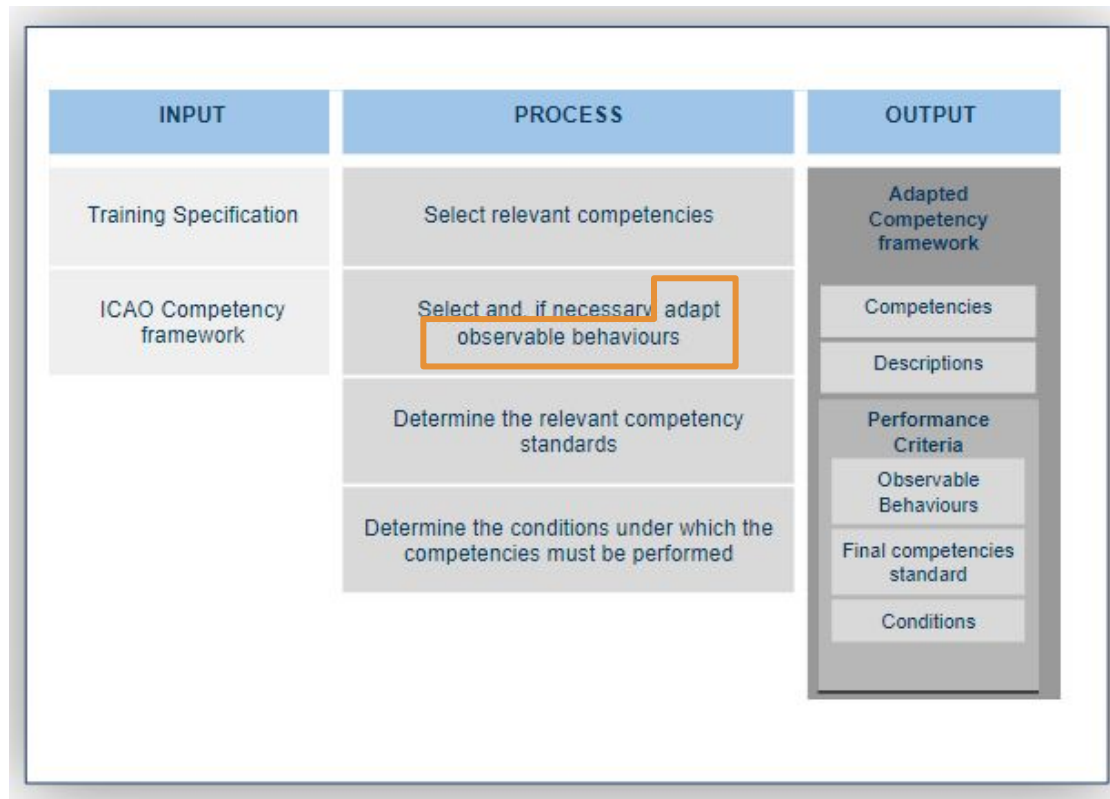 INPUT
PROCESS
OUTPUT
Training Specification
ICAO Competency
framework
Select relevant competencies
Select and, if necessary, adapt
observable behaviours
Determine the relevant competency
standards
Determine the conditions under which the
competencies must be performed
Adapted
Competency
framework
Competencies
Descriptions
Performance
Criteria
Observable
Behaviours
Final competencies
standard
Conditions